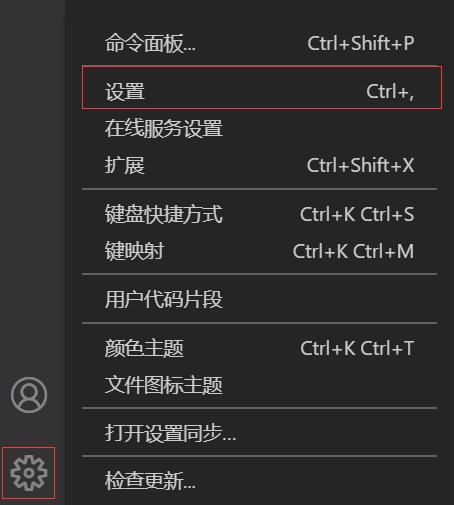 命令面板... Ctrl+Shift+P
设置 Ctrl+,
在线服务设置
扩展 Ctrl+Shift+X
键盘快捷方式 Ctrl+K Ctrl+S
键映射 Ctrl+K Ctrl+M
用户代码片段
颜色主题 Ctrl+K Ctrl+T
文件图标主题
打开设置同步...
检查更新...